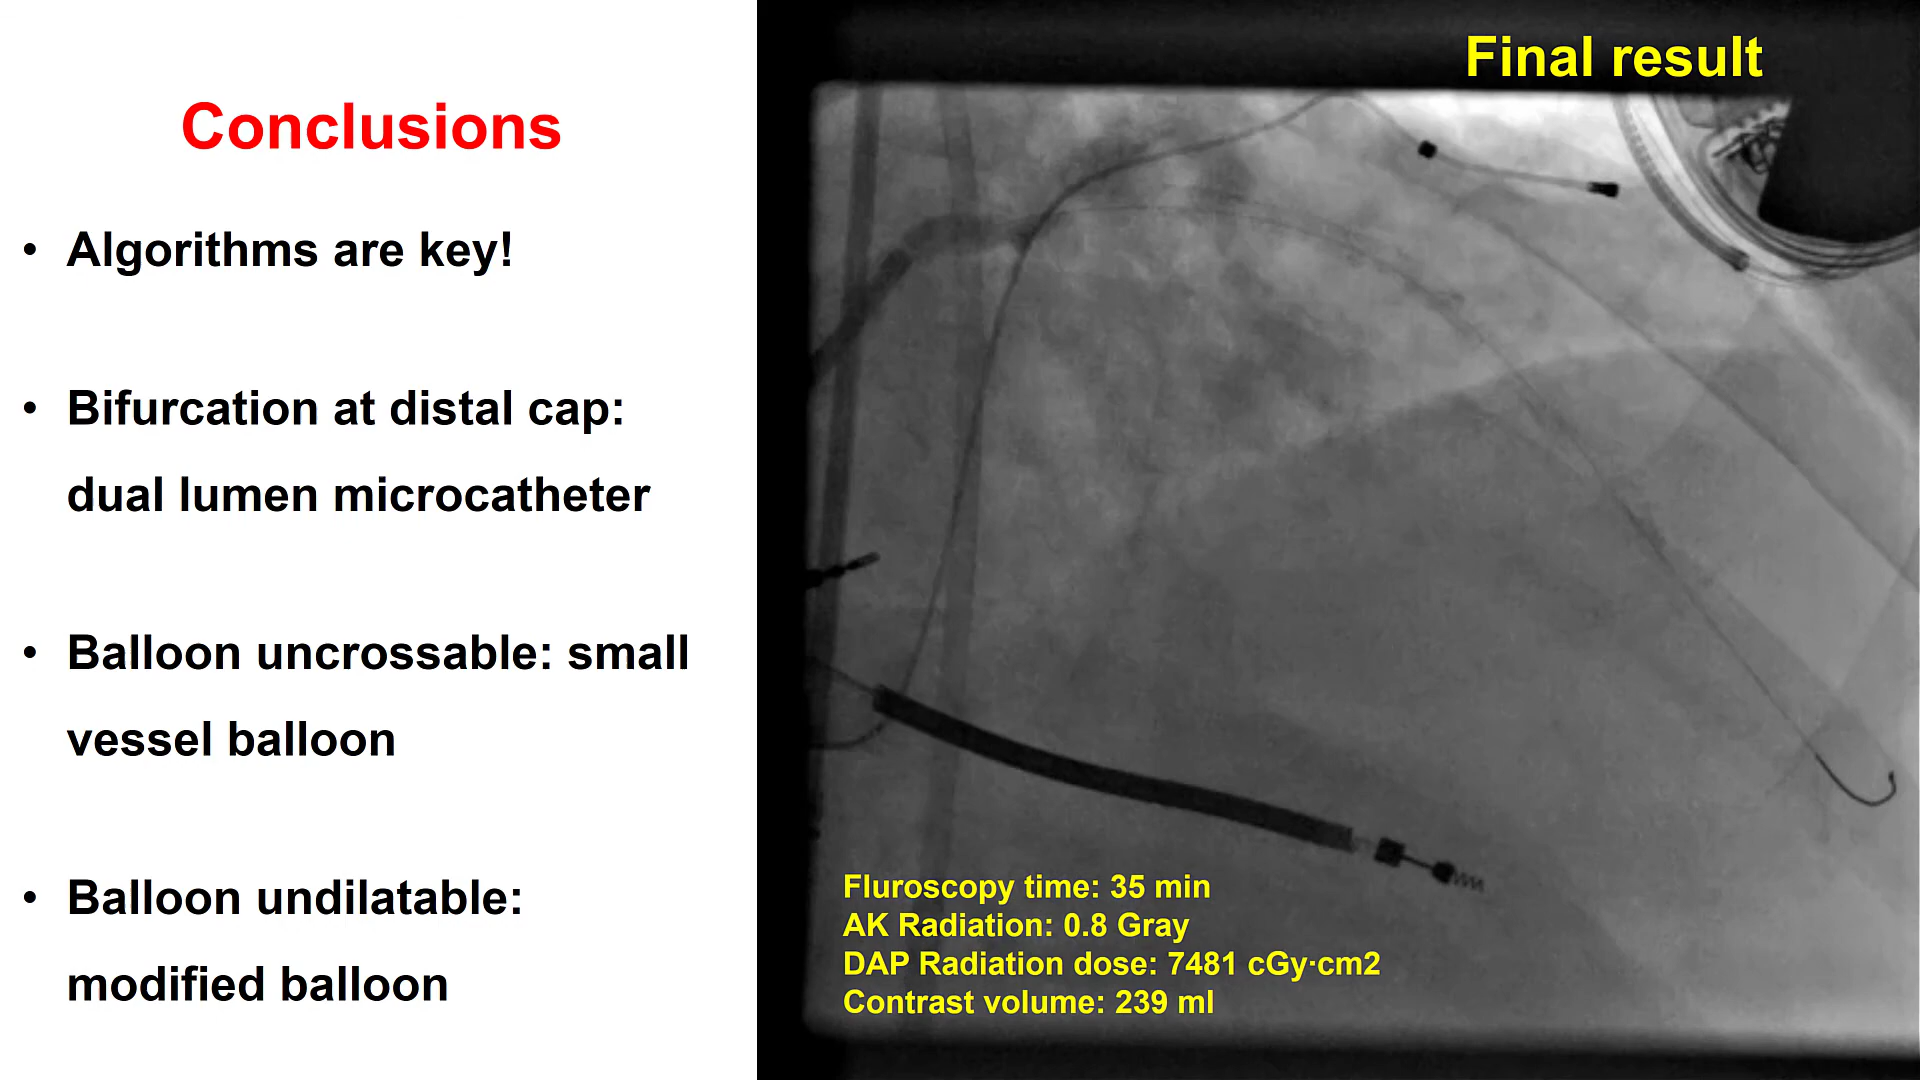 Conclusions
• Algorithms are key!
• Bifurcation at distal cap:
dual lumen microcatheter
• Balloon uncrossable: small
vessel balloon
• Balloon undilatable:
modified balloon
Final result
Fluroscopy time: 35 min
AK Radiation: 0.8 Gray
DAP Radiation dose: 7481 cGy·cm2
Contrast volume: 239 ml